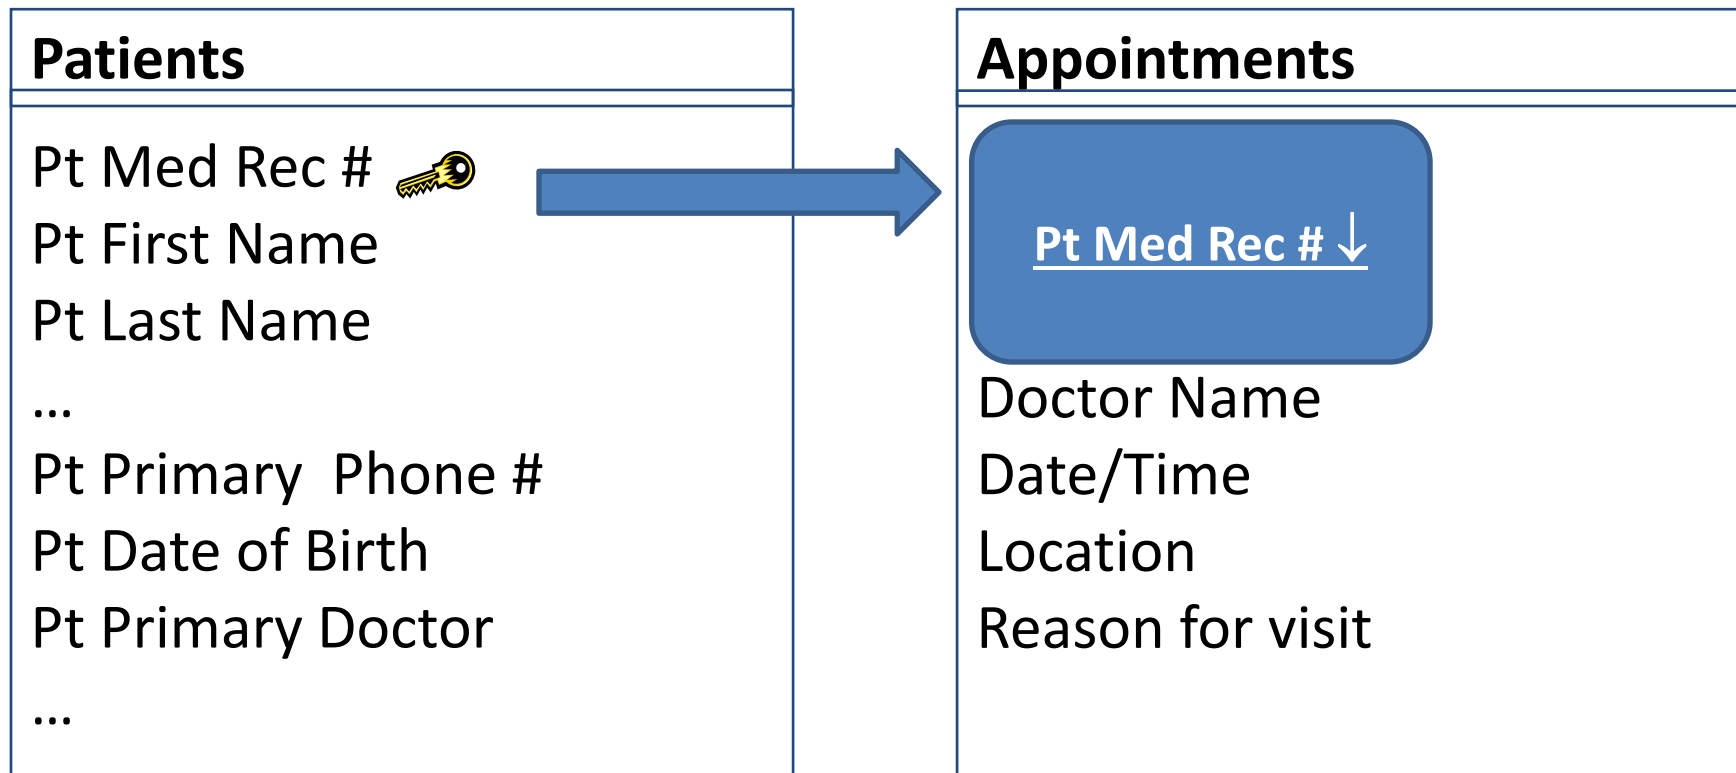 Patients
Pt Med Rec #
Pt First Name
Pt Last Name
...
Pt Primary  Phone #
Pt Date of Birth
Pt Primary Doctor
...
Appointments
Pt Med Rec # ↓
Doctor Name
Date/Time
Location
Reason for visit